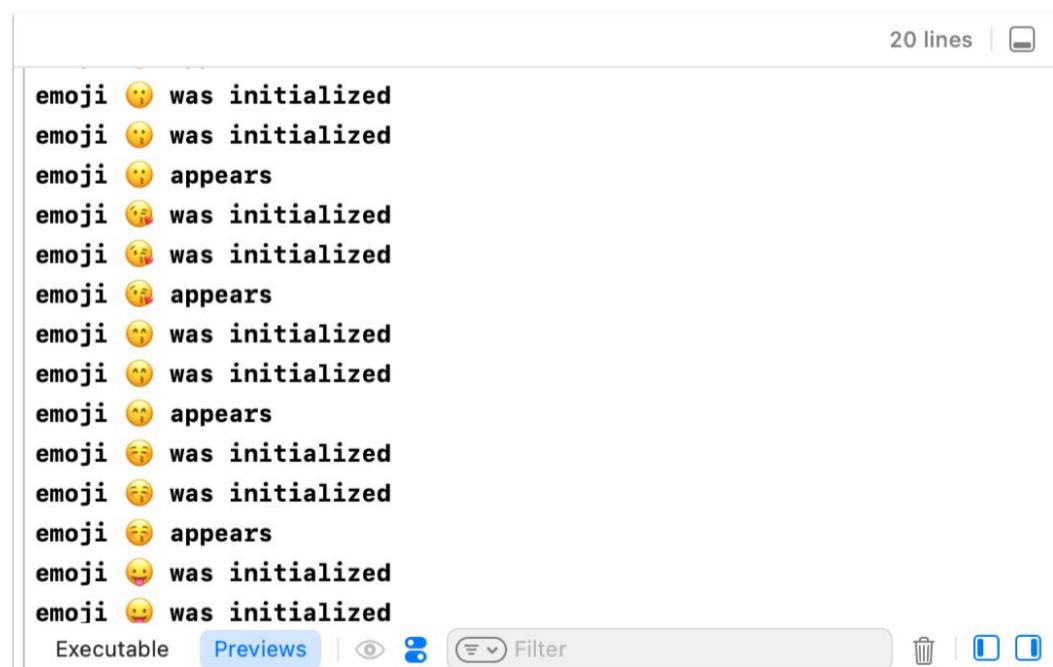 20 lines
emoji 😗 was initialized
emoji 😗 was initialized
emoji 😗 appears
emoji 😘 was initialized
emoji 😘 was initialized
emoji 😘 appears
emoji 😙 was initialized
emoji 😙 was initialized
emoji 😙 appears
emoji 😚 was initialized
emoji 😚 was initialized
emoji 😚 appears
emoji 😛 was initialized
emoji 😛 was initialized
Executable Previews Filter